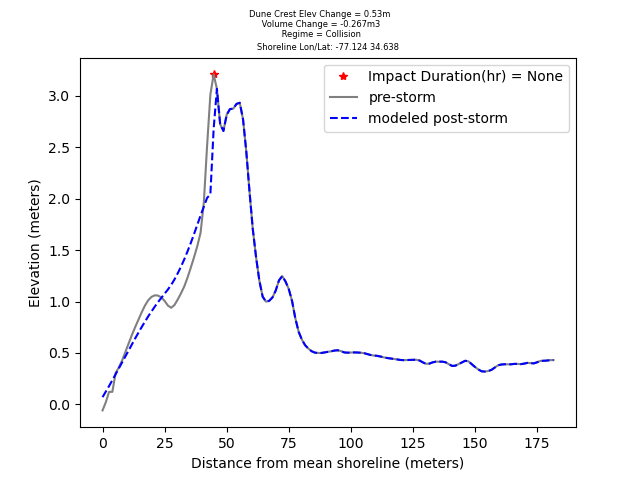 Dune Crest Elev Change = 0.53m
Volume Change = -0.267m3
Regime = Collision
Shoreline Lon/Lat: -77.124 34.638
Impact Duration(hr) = None
pre-storm
modeled post-storm
Elevation (meters)
3.0
2.5
2.0
1.5
1.0
0.5
0.0
0 25 50 75 100 125 150 175
Distance from mean shoreline (meters)